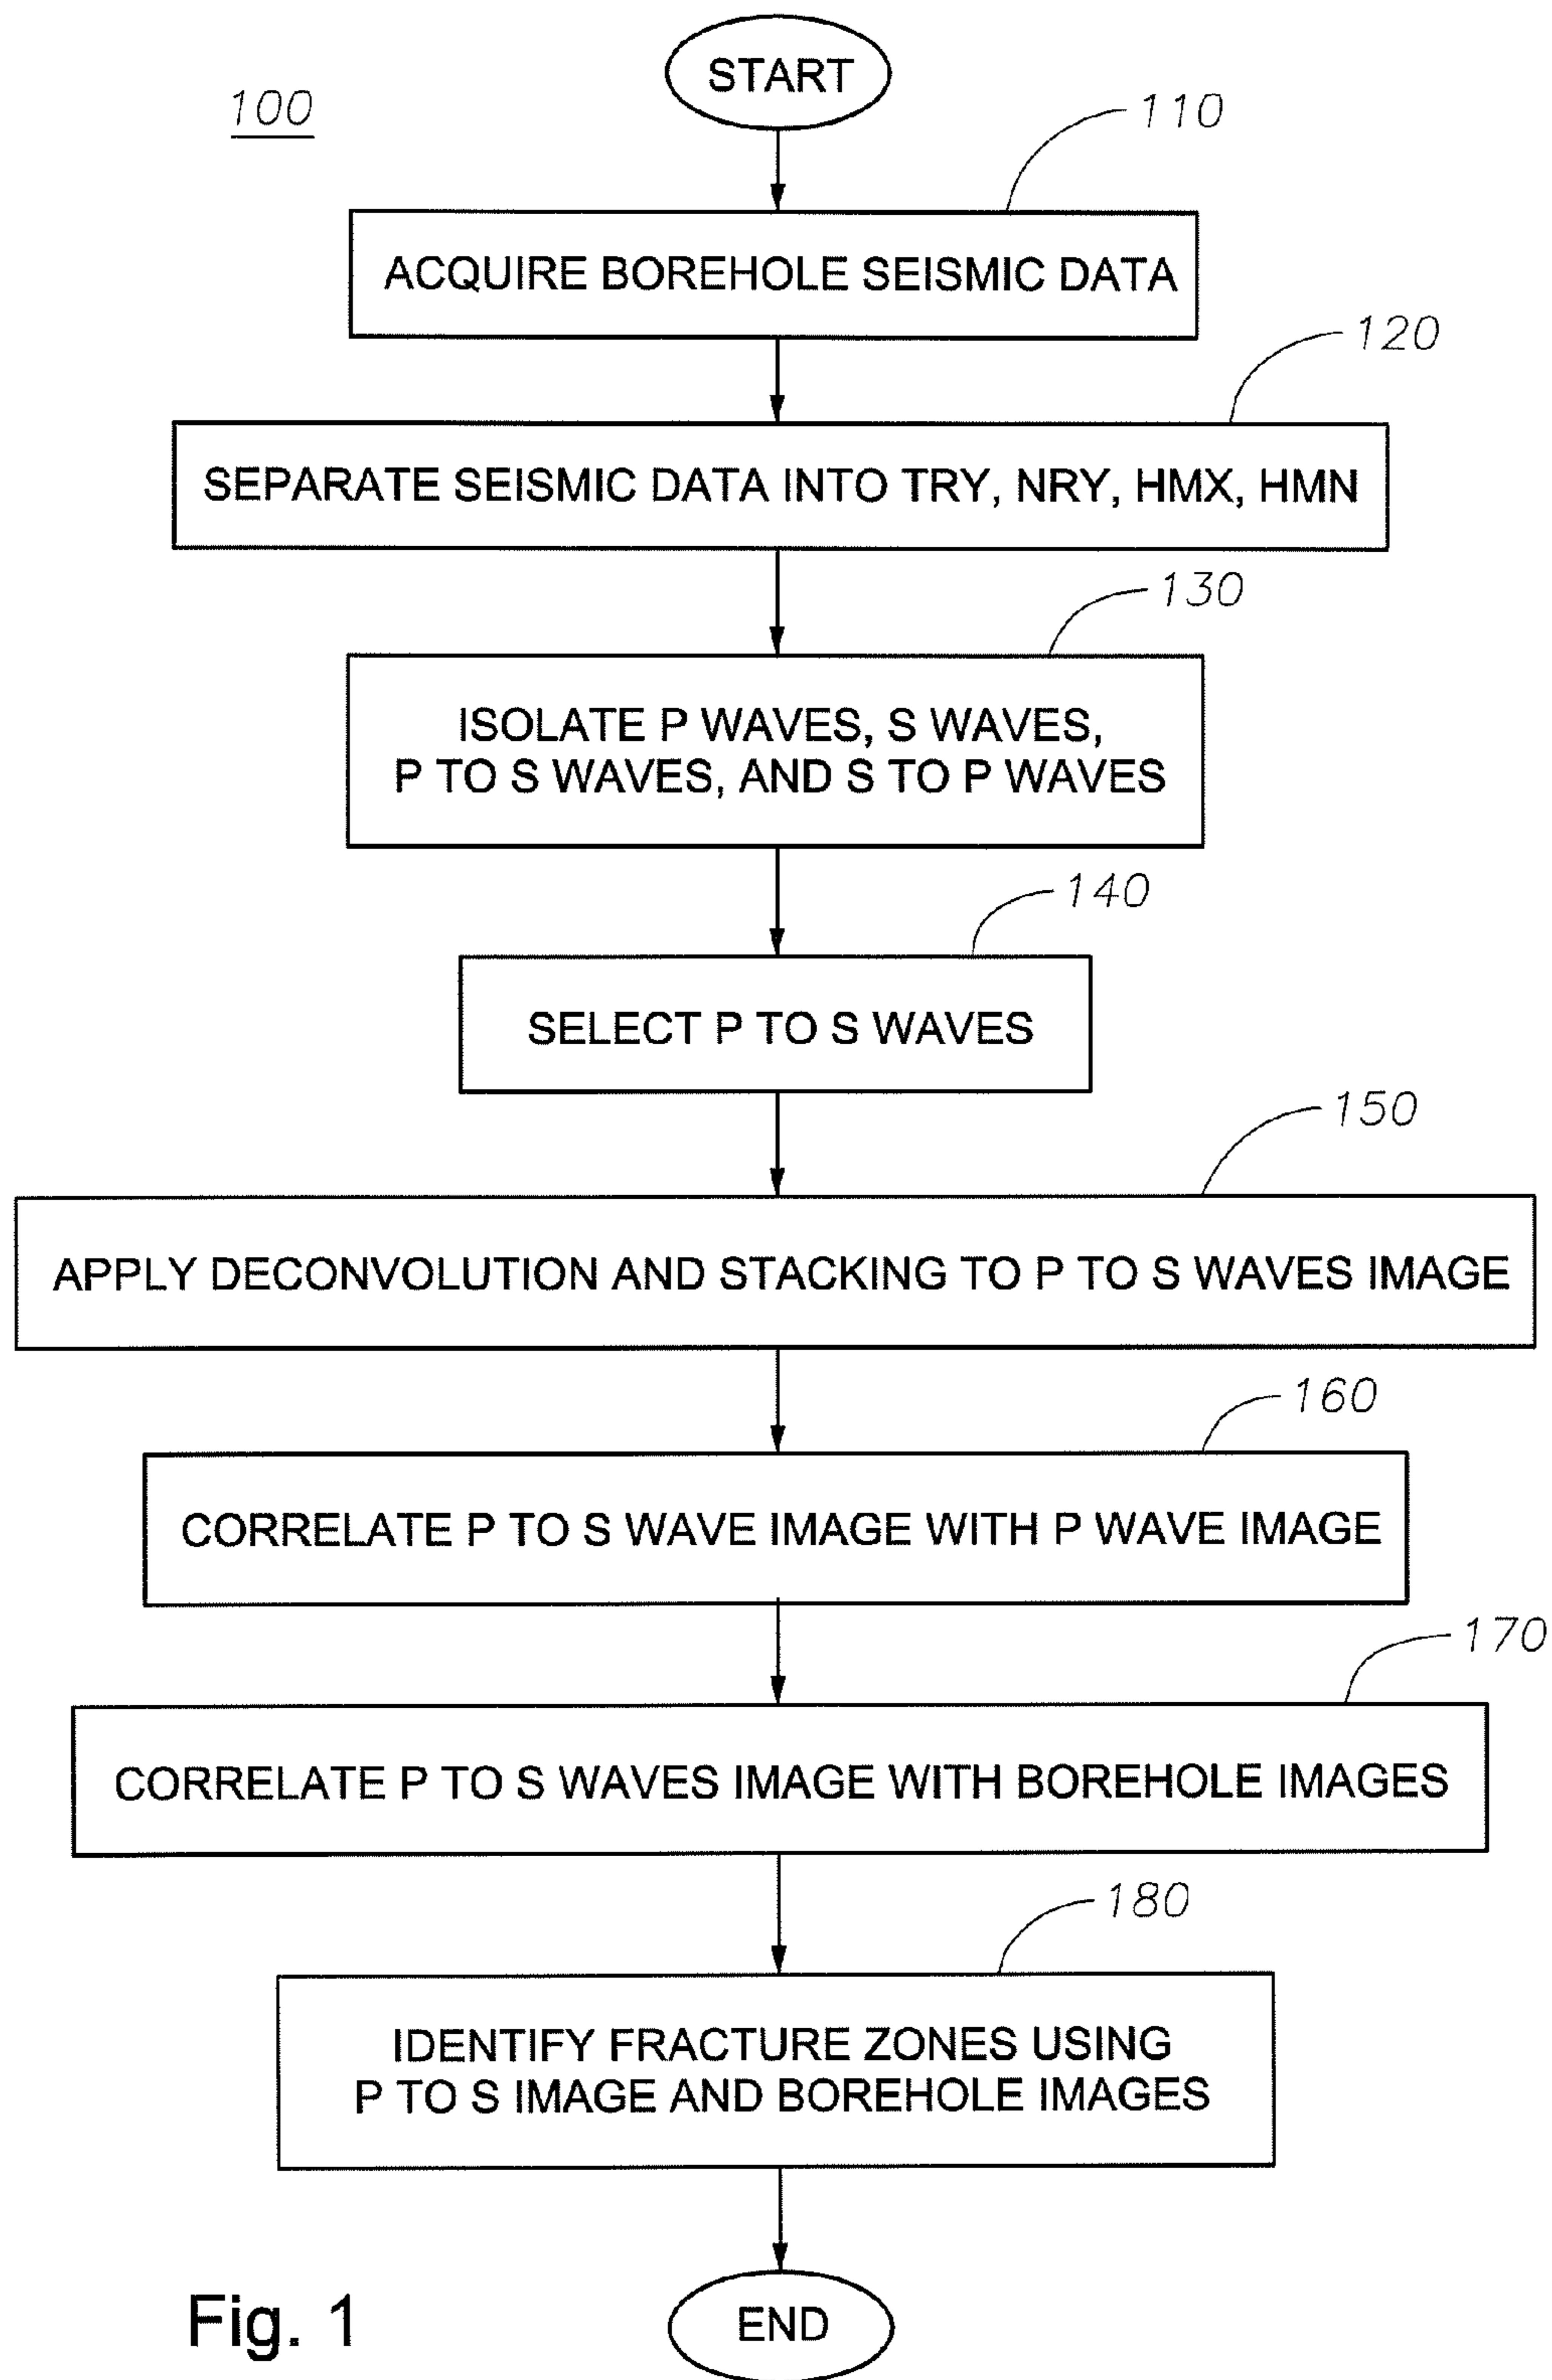 START
100
110
ACQUIRE BOREHOLE SEISMIC DATA
120
SEPARATE SEISMIC DATA INTO TRY, NRY, HMX, HMN
130
ISOLATE P WAVES, S WAVES,
P TO S WAVES, AND S TO P WAVES
140
SELECT P TO S WAVES
150
APPLY DECONVOLUTION AND STACKING TO P TO S WAVES IMAGE
160
CORRELATE P TO S WAVE IMAGE WITH P WAVE IMAGE
170
CORRELATE P TO S WAVES IMAGE WITH BOREHOLE IMAGES
180
IDENTIFY FRACTURE ZONES USING
P TO S IMAGE AND BOREHOLE IMAGES
END
Fig. 1